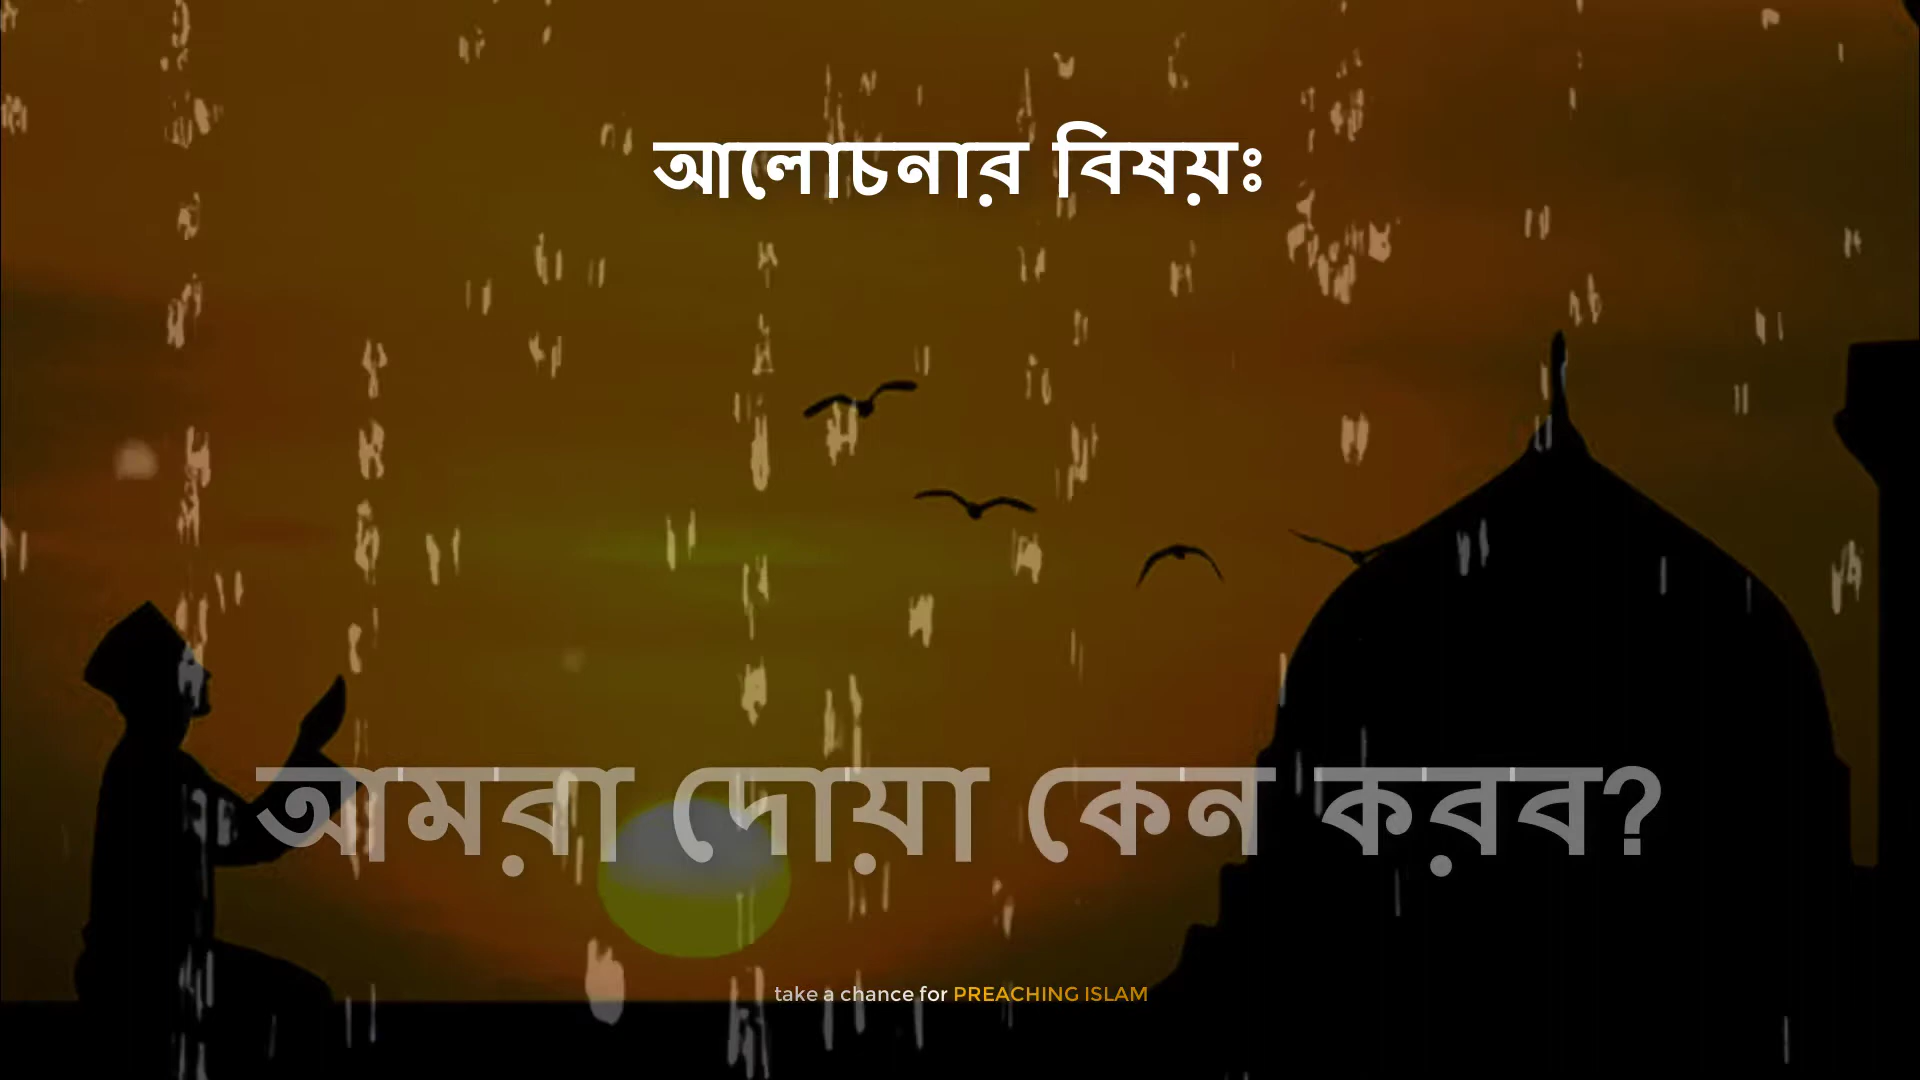 আলোচনার বিষয়ঃ
আমরা দোয়া কেন করব?
take a chance for PREACHING ISLAM